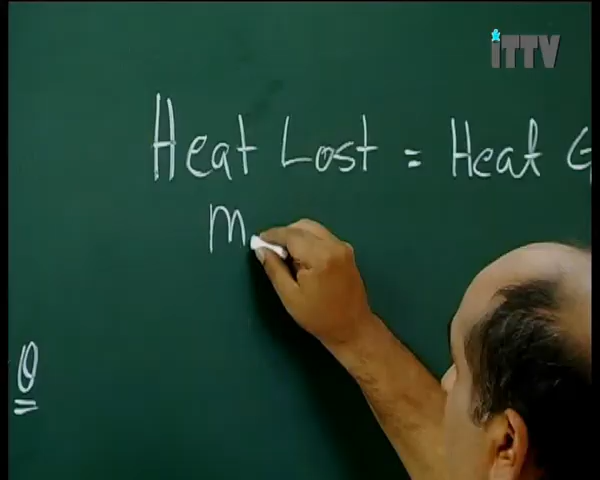 iTTV
Heat Lost = Heat G
m
θ